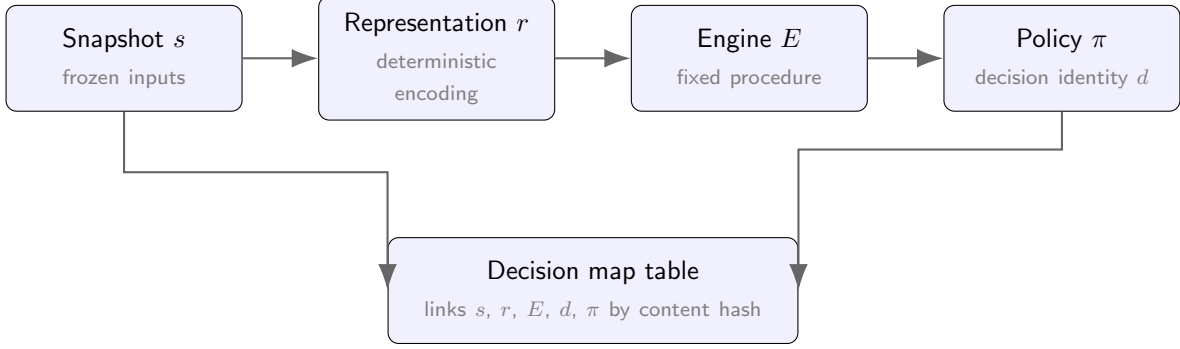 Snapshot s
frozen inputs
Representation r
deterministic
encoding
Engine E
fixed procedure
Policy π
decision identity d
Decision map table
links s, r, E, d, π by content hash